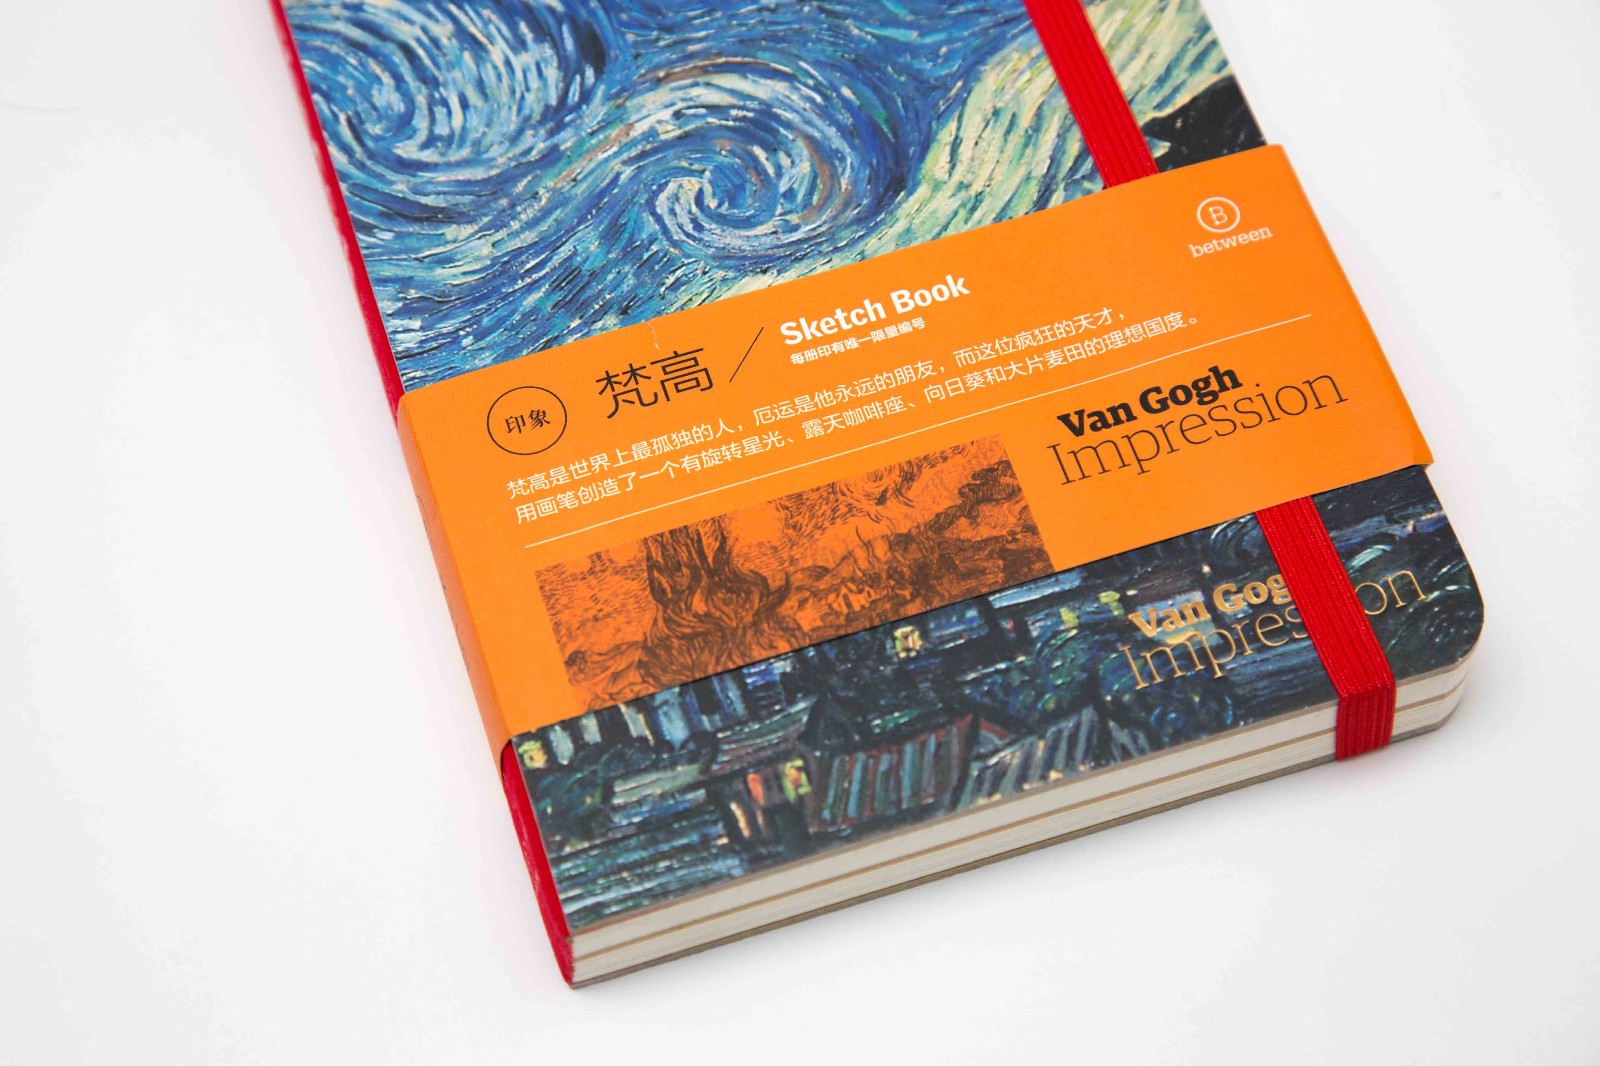 B
between
印象
梵高
Sketch Book
每册印有唯一限量编号
梵高是世界上最孤独的人，厄运是他永远的朋友，而这位疯狂的天才，
用画笔创造了一个有旋转星光、露天咖啡座、向日葵和大片麦田的理想国度。
Van Gogh
Impression
Van Gog
Impres on